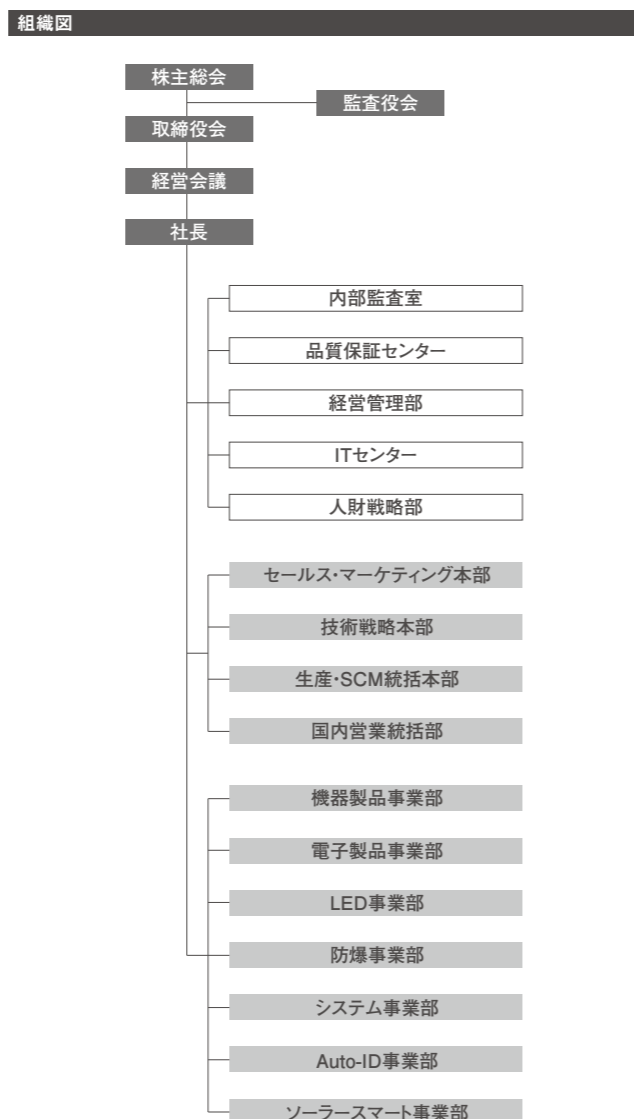 組織図
株主総会
監査役会
取締役会
経営会議
社長
内部監査室
品質保証センター
経営管理部
ITセンター
人財戦略部
セールス・マーケティング本部
技術戦略本部
生産・SCM統括本部
国内営業統括部
機器製品事業部
電子製品事業部
LED事業部
防爆事業部
システム事業部
Auto-ID事業部
ソーラースマート事業部